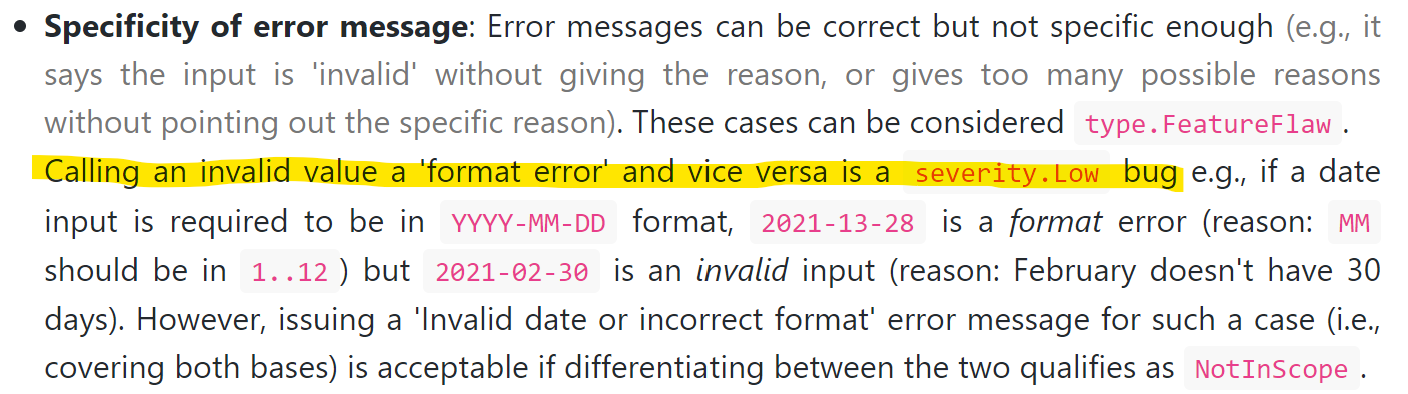 • Specificity of error message: Error messages can be correct but not specific enough (e.g., it
says the input is 'invalid' without giving the reason, or gives too many possible reasons
without pointing out the specific reason). These cases can be considered type.FeatureFlaw.
Calling an invalid value a 'format error' and vice versa is a severity.Low bug e.g., if a date
input is required to be in YYYY-MM-DD format, 2021-13-28 is a format error (reason: MM
should be in 1..12) but 2021-02-30 is an invalid input (reason: February doesn't have 30
days). However, issuing a 'Invalid date or incorrect format' error message for such a case (i.e.,
covering both bases) is acceptable if differentiating between the two qualifies as NotInScope.